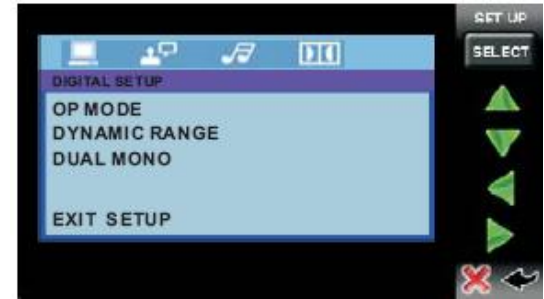 SET UP
SELECT
DIGITAL SETUP
OP MODE
DYNAMIC RANGE
DUAL MONO
EXIT SETUP